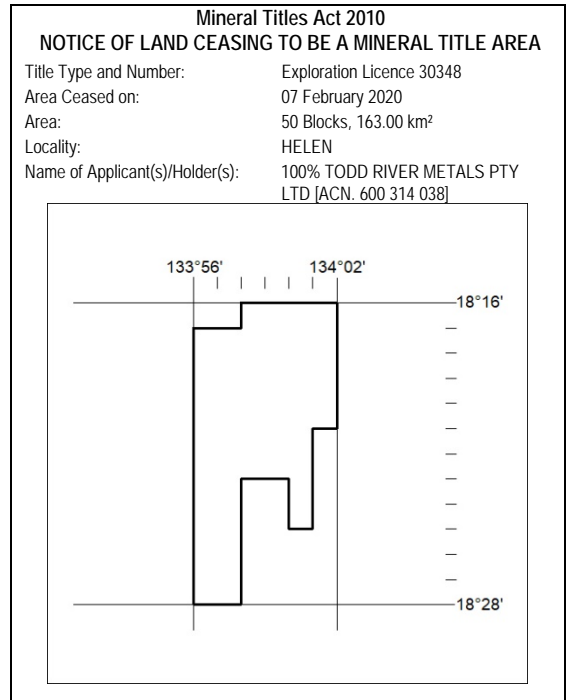 Mineral Titles Act 2010
NOTICE OF LAND CEASING TO BE A MINERAL TITLE AREA
Title Type and Number: Exploration Licence 30348
Area Ceased on: 07 February 2020
Area: 50 Blocks, 163.00 km²
Locality: HELEN
Name of Applicant(s)/Holder(s): 100% TODD RIVER METALS PTY
LTD [ACN. 600 314 038]
133°56' 134°02'
18°16'
18°28'